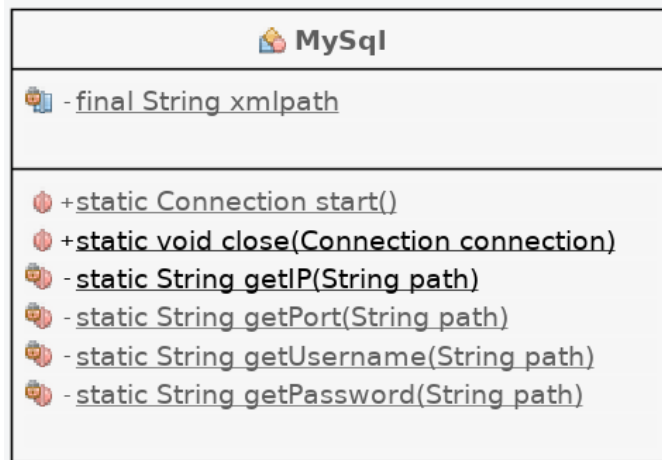 MySql
- final String xmlpath
+ static Connection start()
+ static void close(Connection connection)
- static String getIP(String path)
- static String getPort(String path)
- static String getUsername(String path)
- static String getPassword(String path)